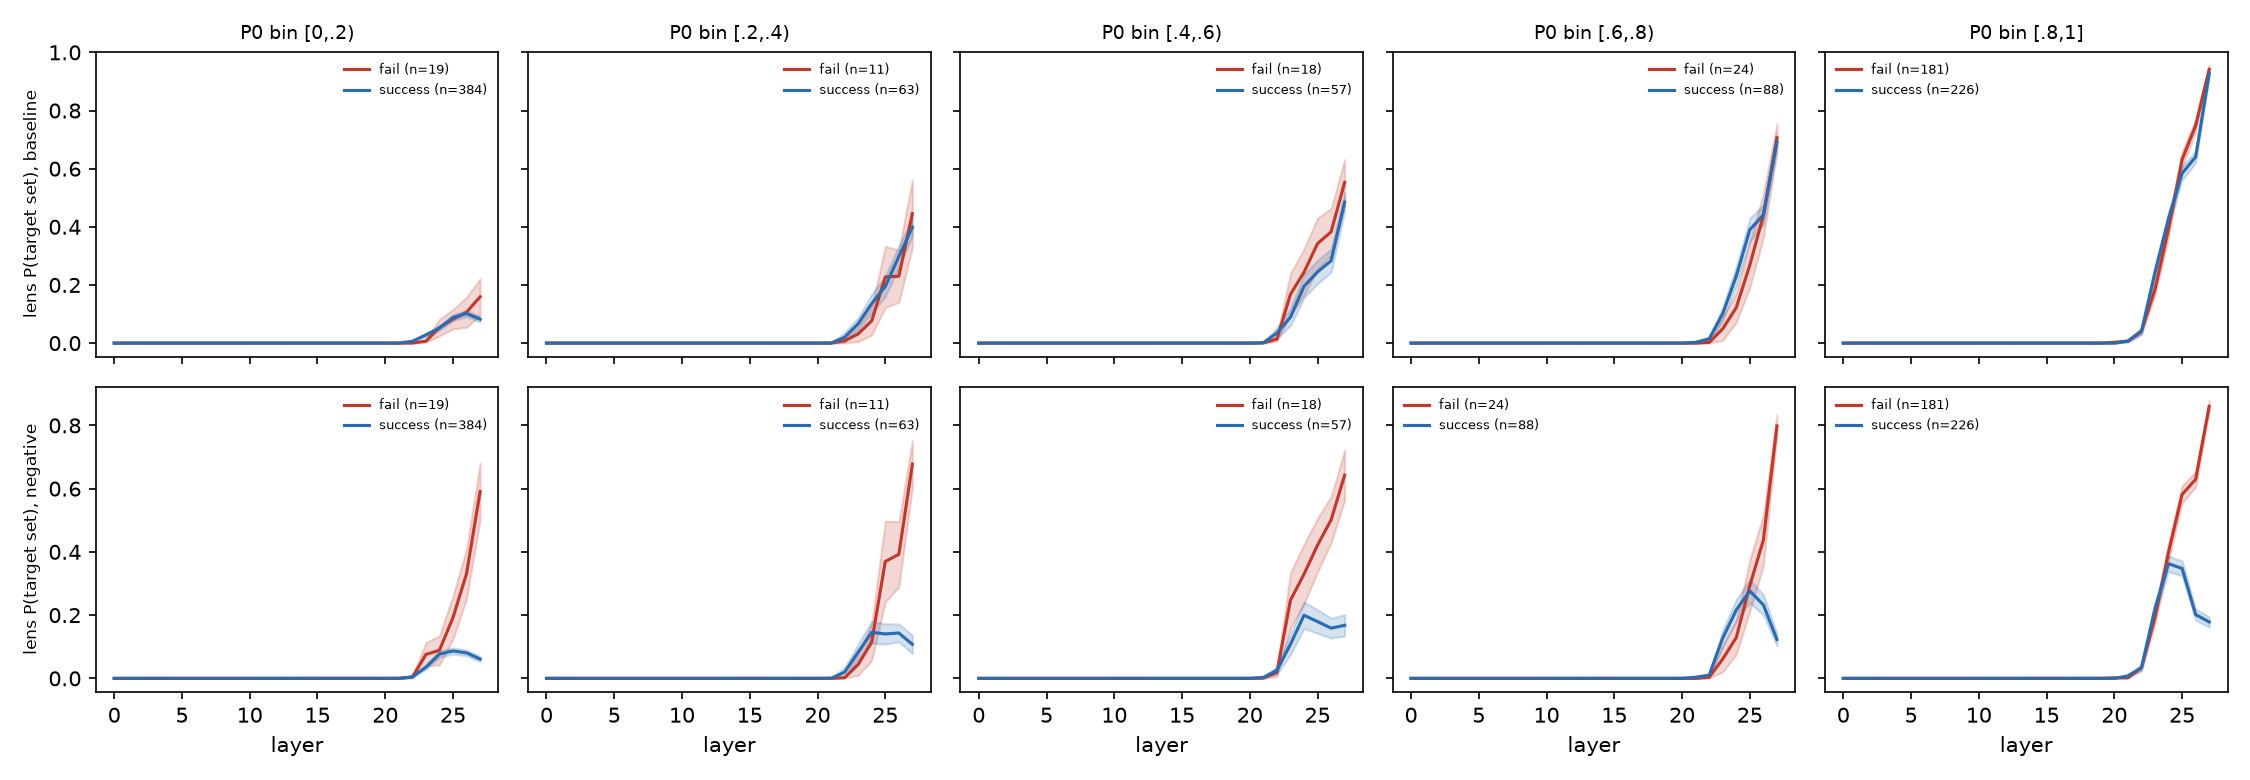 P0 bin [0,.2)
P0 bin [.2,.4)
P0 bin [.4,.6)
P0 bin [.6,.8)
P0 bin [.8,1]
lens P(target set), baseline
1.0
0.8
0.6
0.4
0.2
0.0
fail (n=19)
success (n=384)
fail (n=11)
success (n=63)
fail (n=18)
success (n=57)
fail (n=24)
success (n=88)
fail (n=181)
success (n=226)
lens P(target set), negative
0.8
0.6
0.4
0.2
0.0
fail (n=19)
success (n=384)
fail (n=11)
success (n=63)
fail (n=18)
success (n=57)
fail (n=24)
success (n=88)
fail (n=181)
success (n=226)
0 5 10 15 20 25
0 5 10 15 20 25
0 5 10 15 20 25
0 5 10 15 20 25
0 5 10 15 20 25
layer
layer
layer
layer
layer